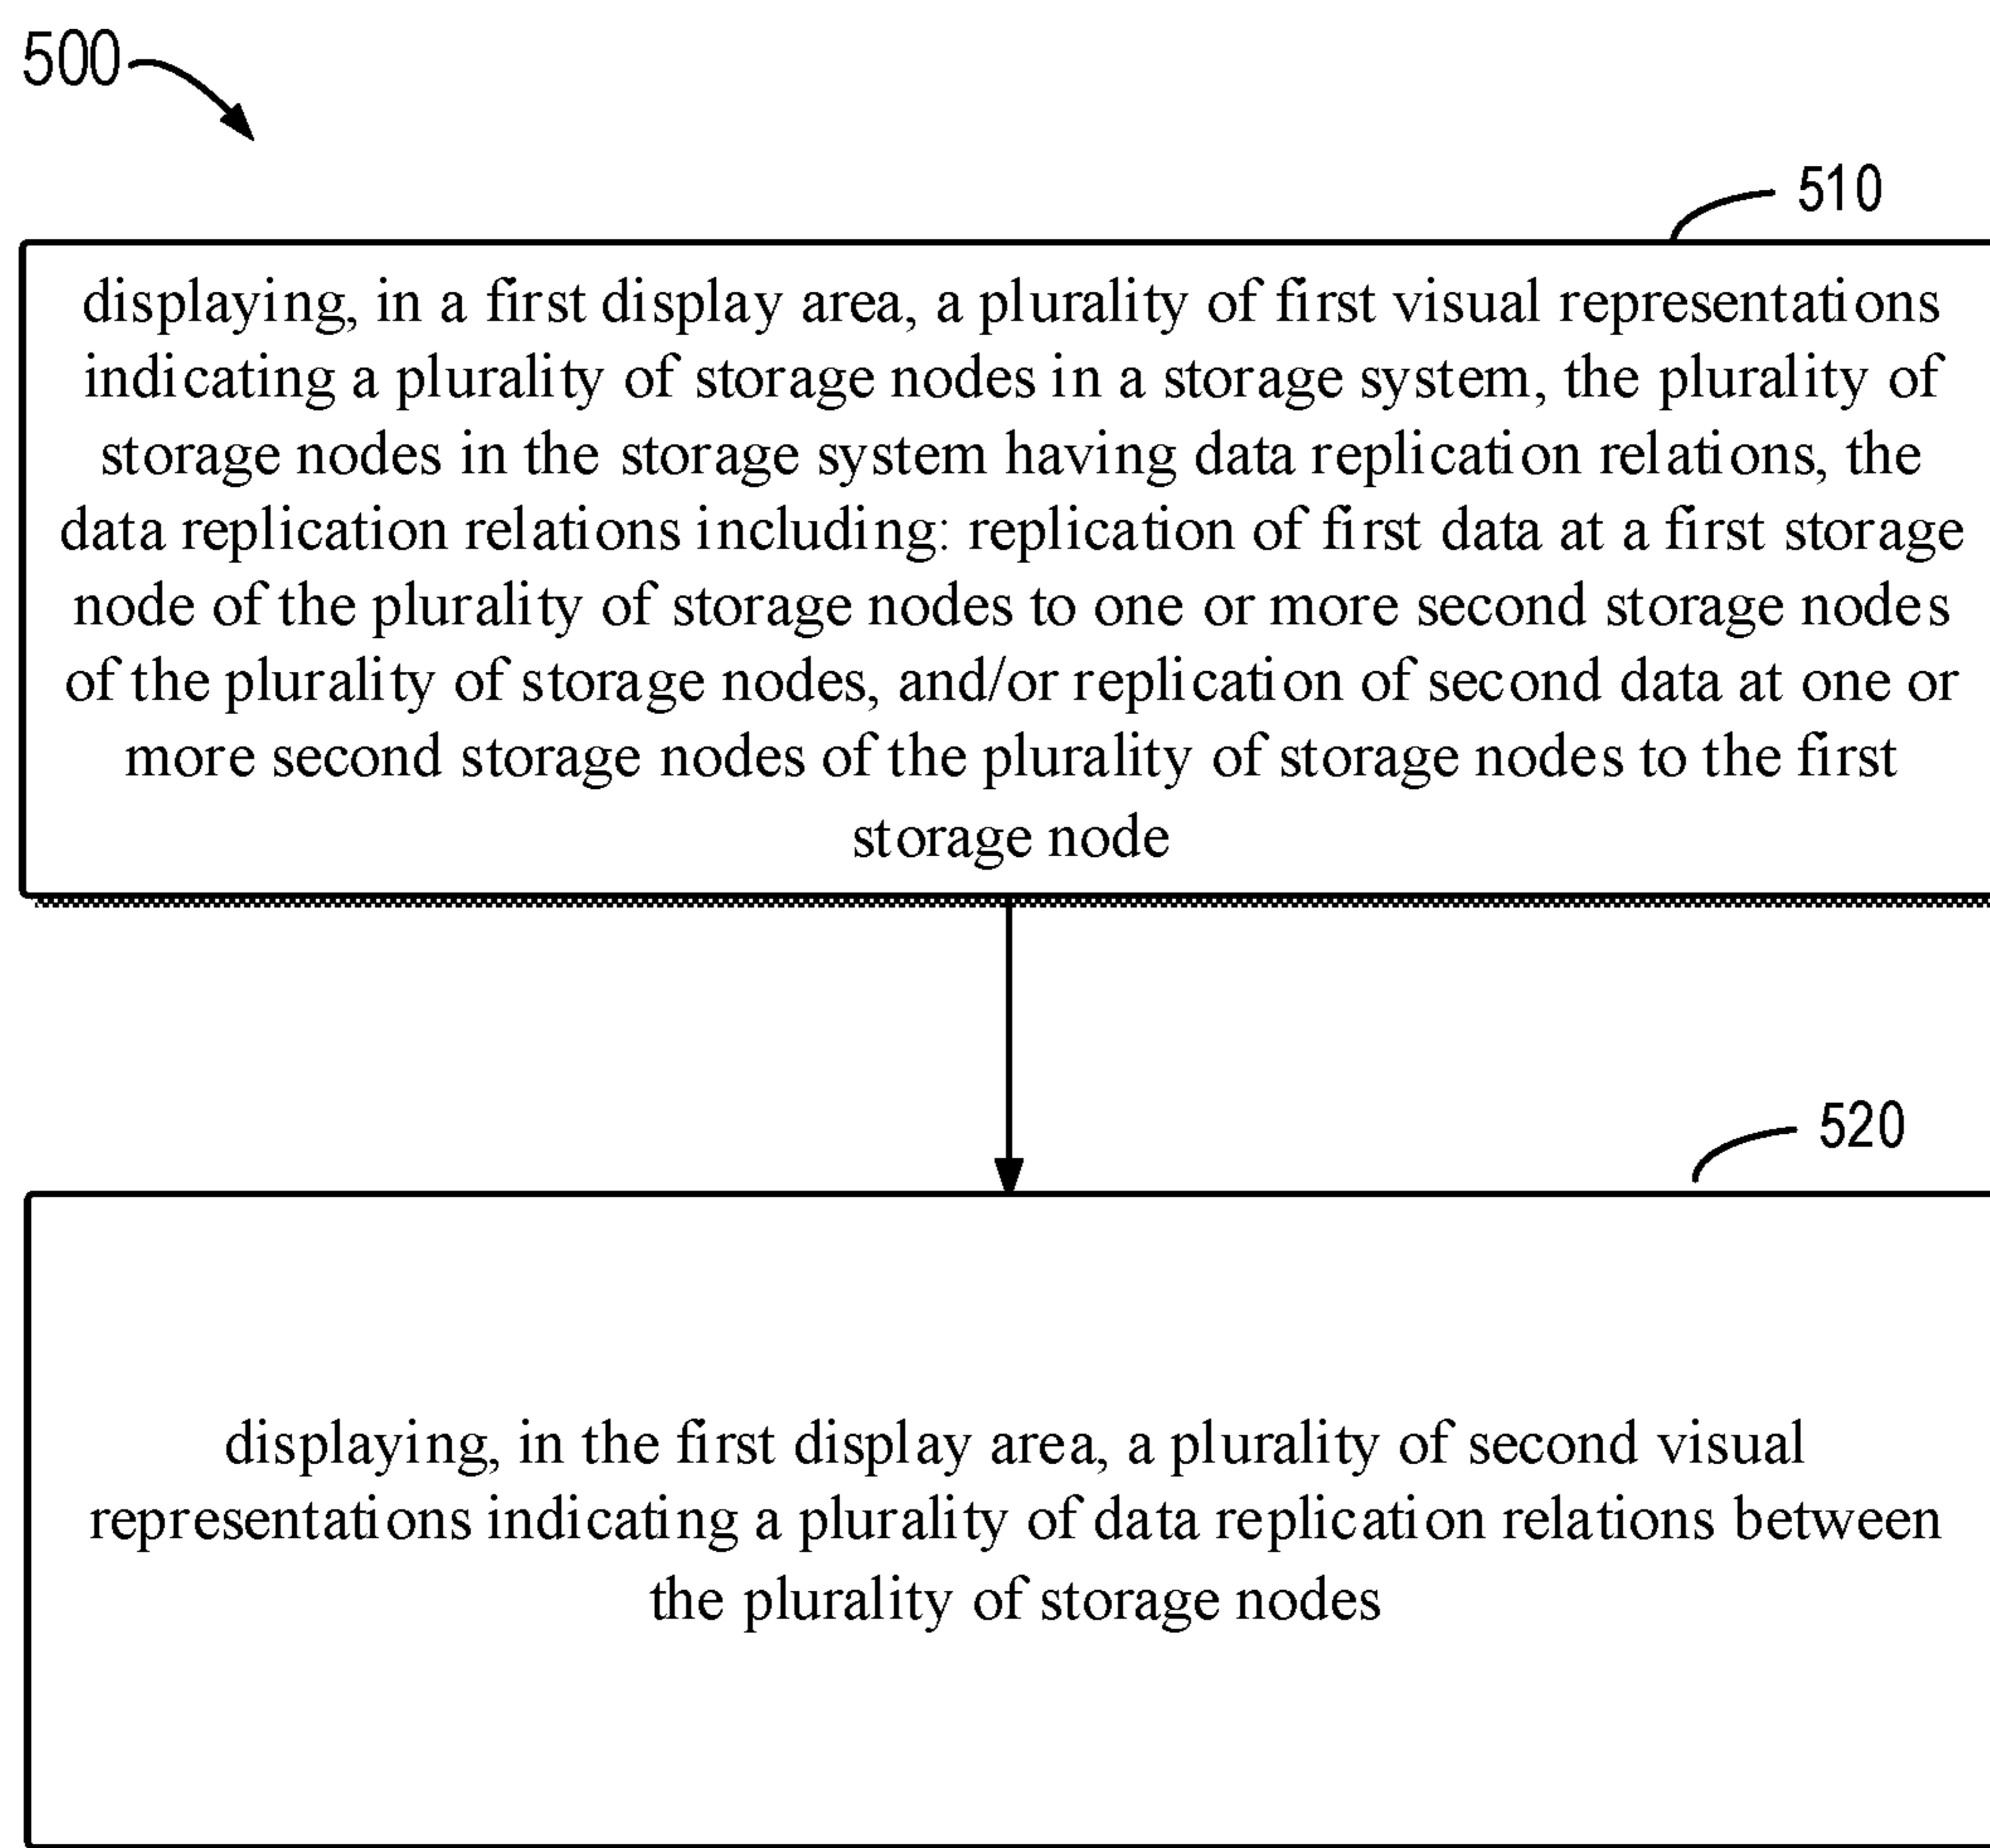 500
510
displaying, in a first display area, a plurality of first visual representations
indicating a plurality of storage nodes in a storage system, the plurality of
storage nodes in the storage system having data replication relations, the
data replication relations including: replication of first data at a first storage
node of the plurality of storage nodes to one or more second storage nodes
of the plurality of storage nodes, and/or replication of second data at one or
more second storage nodes of the plurality of storage nodes to the first
storage node
520
displaying, in the first display area, a plurality of second visual
representations indicating a plurality of data replication relations between
the plurality of storage nodes